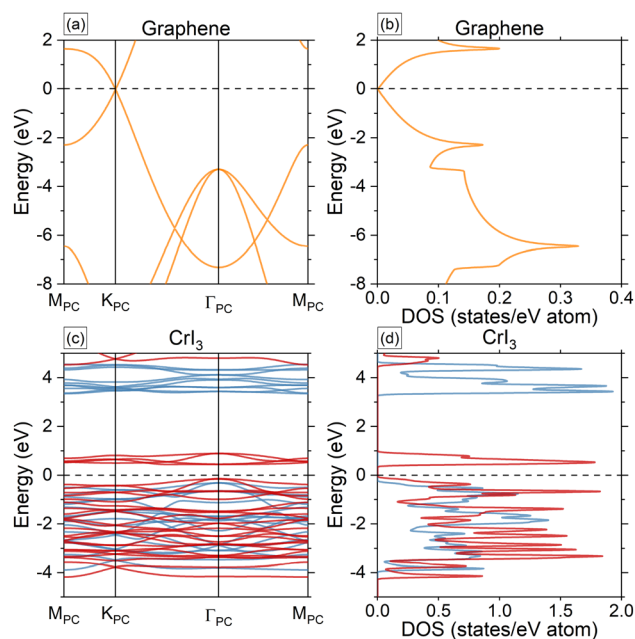 (a) Graphene
Energy (eV)
2
0
-2
-4
-6
-8
M_PC K_PC Γ_PC M_PC
(b) Graphene
Energy (eV)
2
0
-2
-4
-6
-8
0.0 0.1 0.2 0.3 0.4
DOS (states/eV atom)
(c) CrI₃
Energy (eV)
4
2
0
-2
-4
M_PC K_PC Γ_PC M_PC
(d) CrI₃
Energy (eV)
4
2
0
-2
-4
0.0 0.5 1.0 1.5 2.0
DOS (states/eV atom)